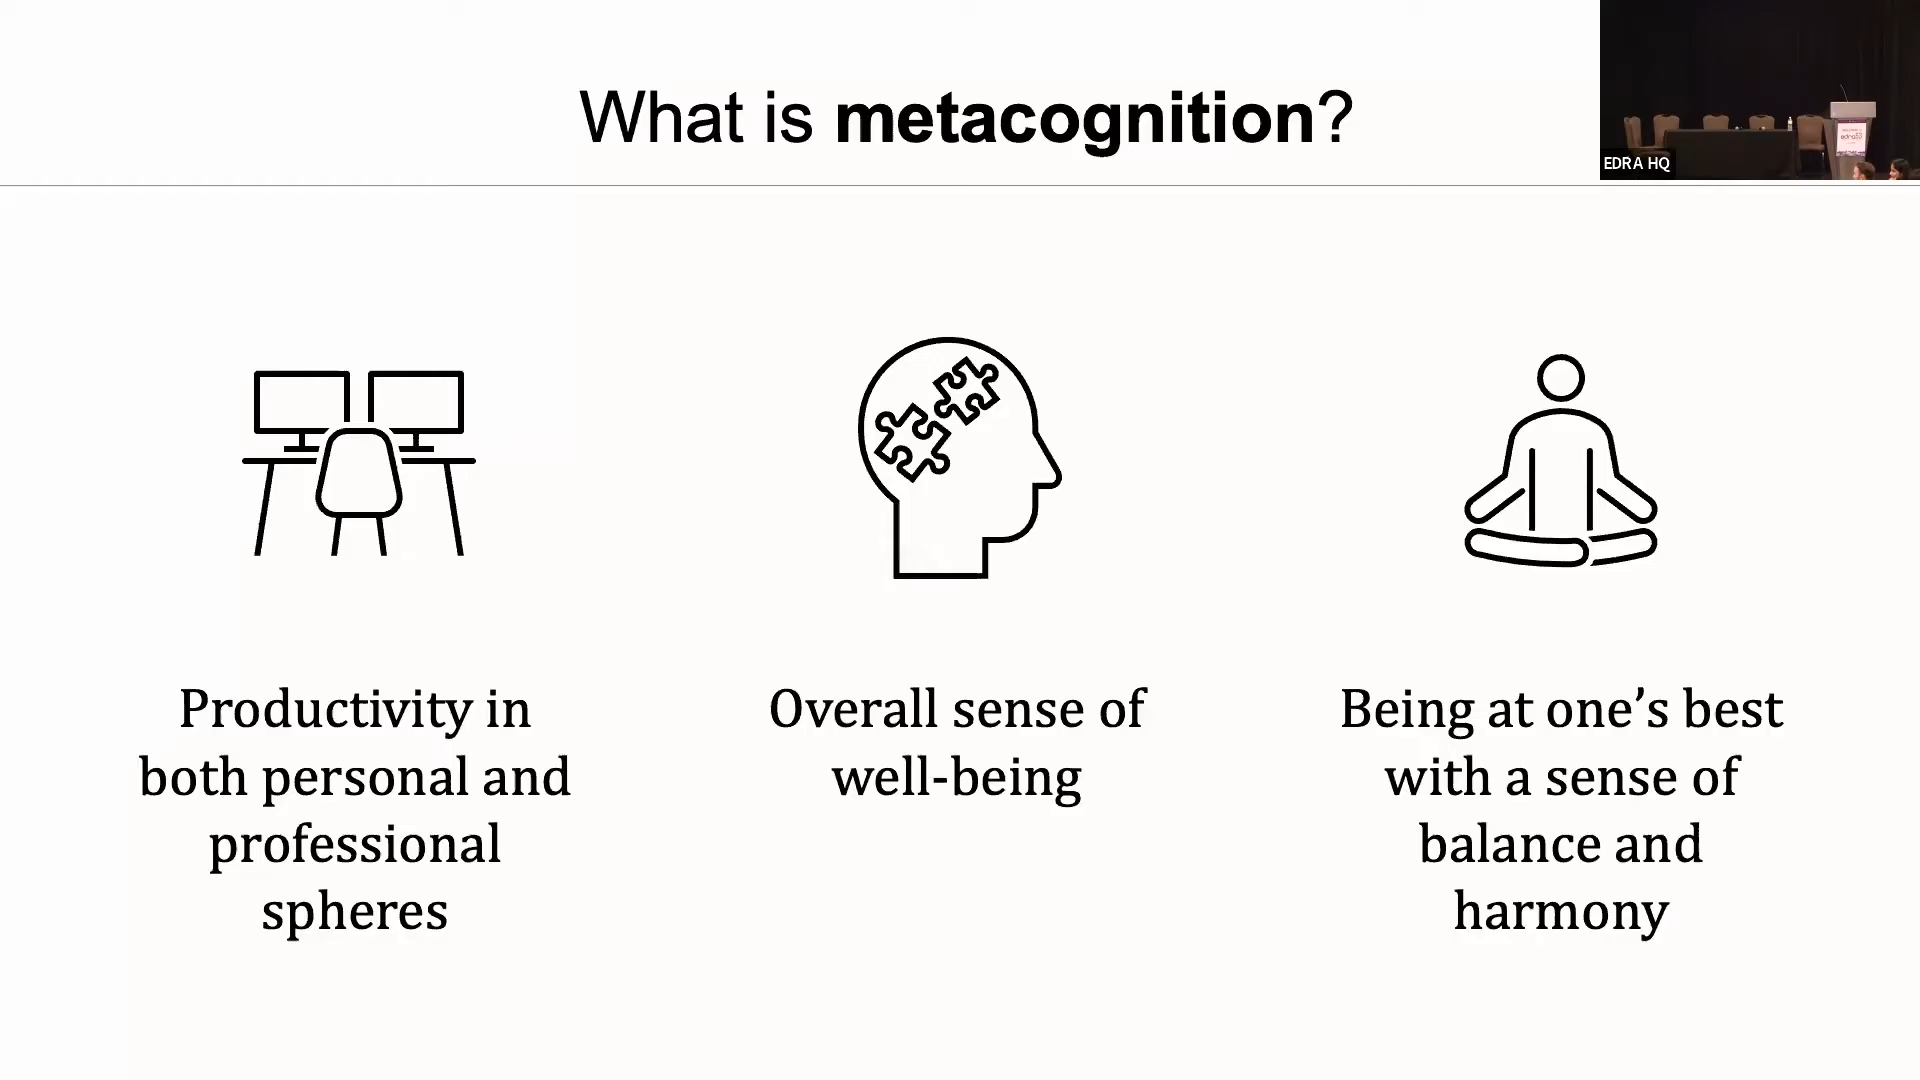 What is metacognition?
EDRA HQ
Productivity in
both personal and
professional
spheres
Overall sense of
well-being
Being at one’s best
with a sense of
balance and
harmony